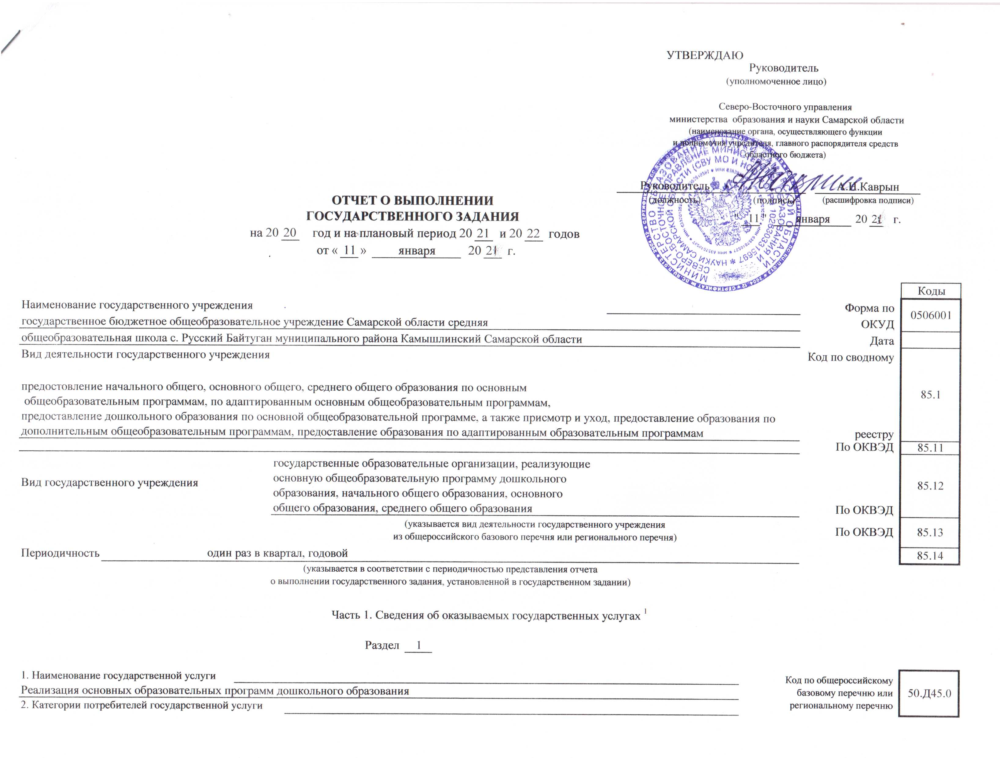 УТВЕРЖДАЮ
Руководитель
(уполномоченное лицо)
Северо-Восточного управления
министерства образования и науки Самарской области
(наименование органа, осуществляющего функции
и полномочия учредителя, главного распорядителя средств
областного бюджета)
Руководитель А.Н.Каврын
(должность) (подпись) (расшифровка подписи)
" 11 " января 20 21 г.
ОТЧЕТ О ВЫПОЛНЕНИИ
ГОСУДАРСТВЕННОГО ЗАДАНИЯ
на 20 20 год и на плановый период 20 21 и 20 22 годов
от « 11 » января 20 21 г.
Коды
Наименование государственного учреждения
Форма по
ОКУД
0506001
государственное бюджетное общеобразовательное учреждение Самарской области средняя
общеобразовательная школа с. Русский Байтуган муниципального района Камышлинский Самарской области
Дата
Вид деятельности государственного учреждения
Код по сводному
реестру
85.1
предостовление начального общего, основного общего, среднего общего образования по основным
общеобразовательным программам, по адаптированным основным общеобразовательным программам,
предоставление дошкольного образования по основной общеобразовательной программе, а также присмотр и уход, предоставление образования по
дополнительным общеобразовательным программам, предоставление образования по адаптированным образовательным программам
По ОКВЭД 85.11
Вид государственного учреждения
государственные образовательные организации, реализующие
основную общеобразовательную программу дошкольного
образования, начального общего образования, основного
общего образования, среднего общего образования
По ОКВЭД 85.12
(указывается вид деятельности государственного учреждения
из общероссийского базового перечня или регионального перечня)
По ОКВЭД 85.13
Периодичность один раз в квартал, годовой
85.14
(указывается в соответствии с периодичностью представления отчета
о выполнении государственного задания, установленной в государственном задании)
Часть 1. Сведения об оказываемых государственных услугах 1
Раздел 1
1. Наименование государственной услуги
Реализация основных образовательных программ дошкольного образования
2. Категории потребителей государственной услуги
Код по общероссийскому
базовому перечню или
региональному перечню
50.Д45.0